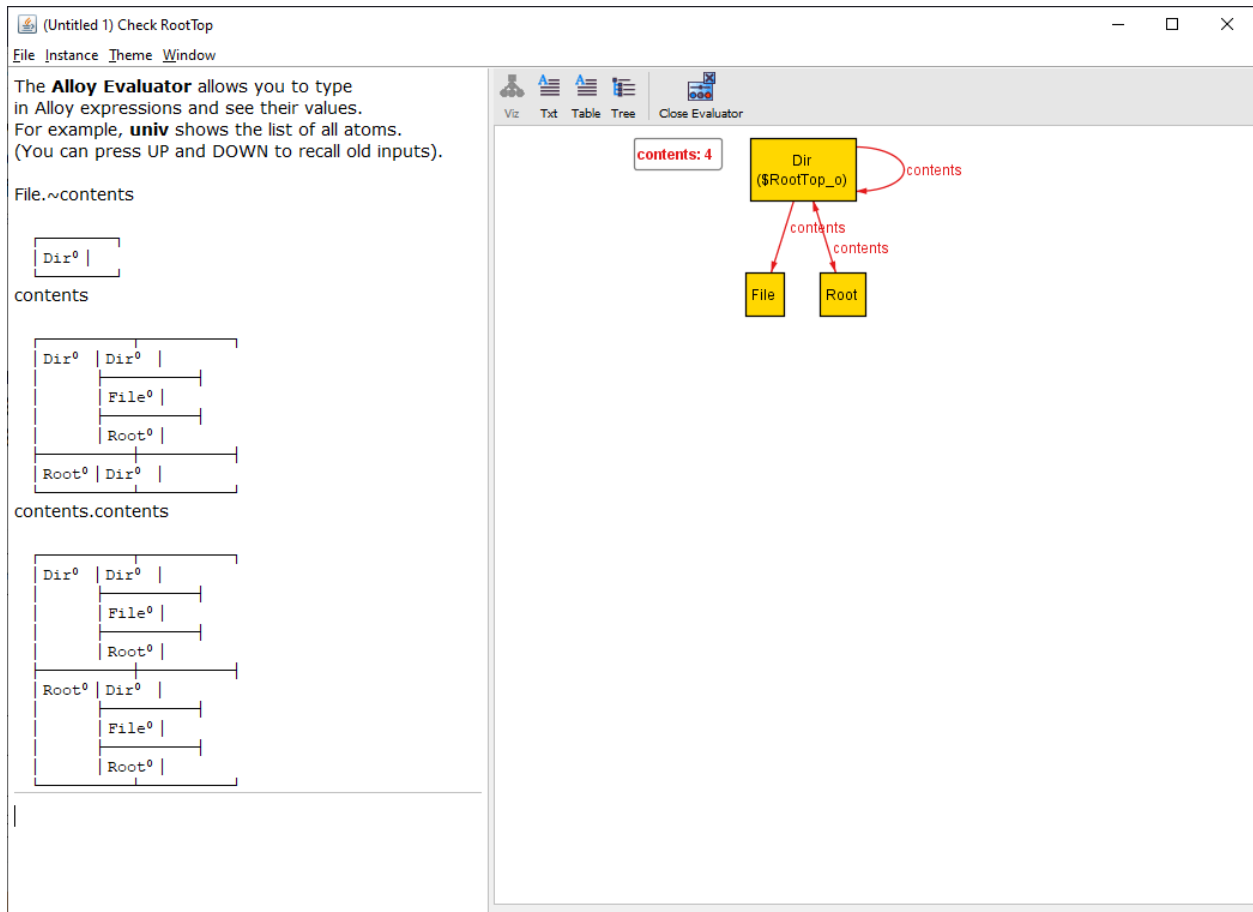 (Untitled 1) Check RootTop
File Instance Theme Window
The Alloy Evaluator allows you to type
in Alloy expressions and see their values.
For example, univ shows the list of all atoms.
(You can press UP and DOWN to recall old inputs).
File.~contents
Dir⁰
contents
Dir⁰ Dir⁰
File⁰
Root⁰
Root⁰ Dir⁰
contents.contents
Dir⁰ Dir⁰
File⁰
Root⁰
Root⁰ Dir⁰
File⁰
Root⁰
Viz Txt Table Tree Close Evaluator
contents: 4
Dir
($RootTop_o)
contents
contents
contents
File Root